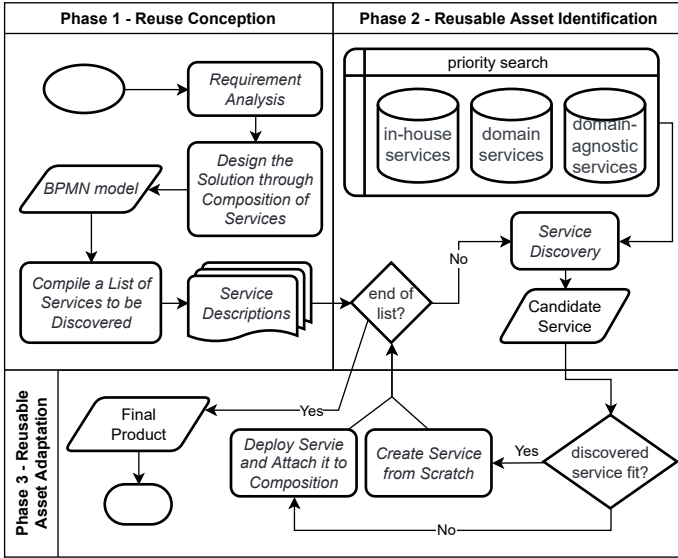 Phase 1 - Reuse Conception
Phase 2 - Reusable Asset Identification
Requirement
Analysis
Design the
Solution through
Composition of
Services
BPMN model
Compile a List of
Services to be
Discovered
Service
Descriptions
priority search
in-house
services
domain
services
domain-
agnostic
services
end of
list?
No
Service
Discovery
Candidate
Service
Phase 3 - Reusable
Asset Adaptation
Final
Product
Yes
Deploy Servie
and Attach it to
Composition
Create Service
from Scratch
Yes
discovered
service fit?
No